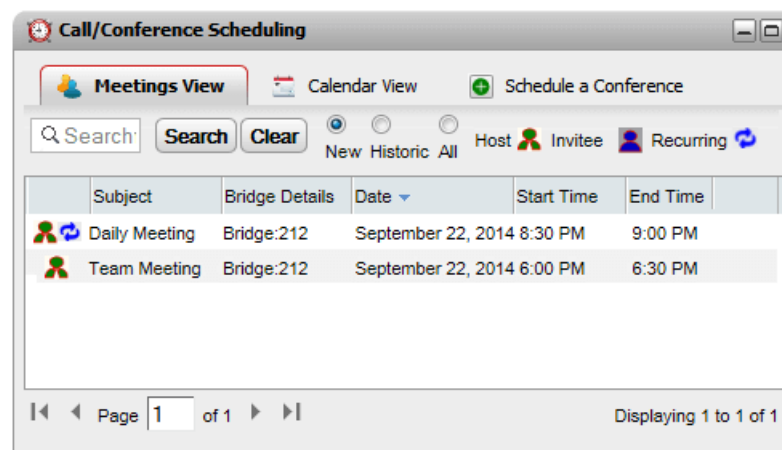 Call/Conference Scheduling
Meetings View Calendar View Schedule a Conference
Search Search Clear New Historic All Host Invitee Recurring
Subject Bridge Details Date Start Time End Time
Daily Meeting Bridge:212 September 22, 2014 8:30 PM 9:00 PM
Team Meeting Bridge:212 September 22, 2014 6:00 PM 6:30 PM
Page 1 of 1 Displaying 1 to 1 of 1